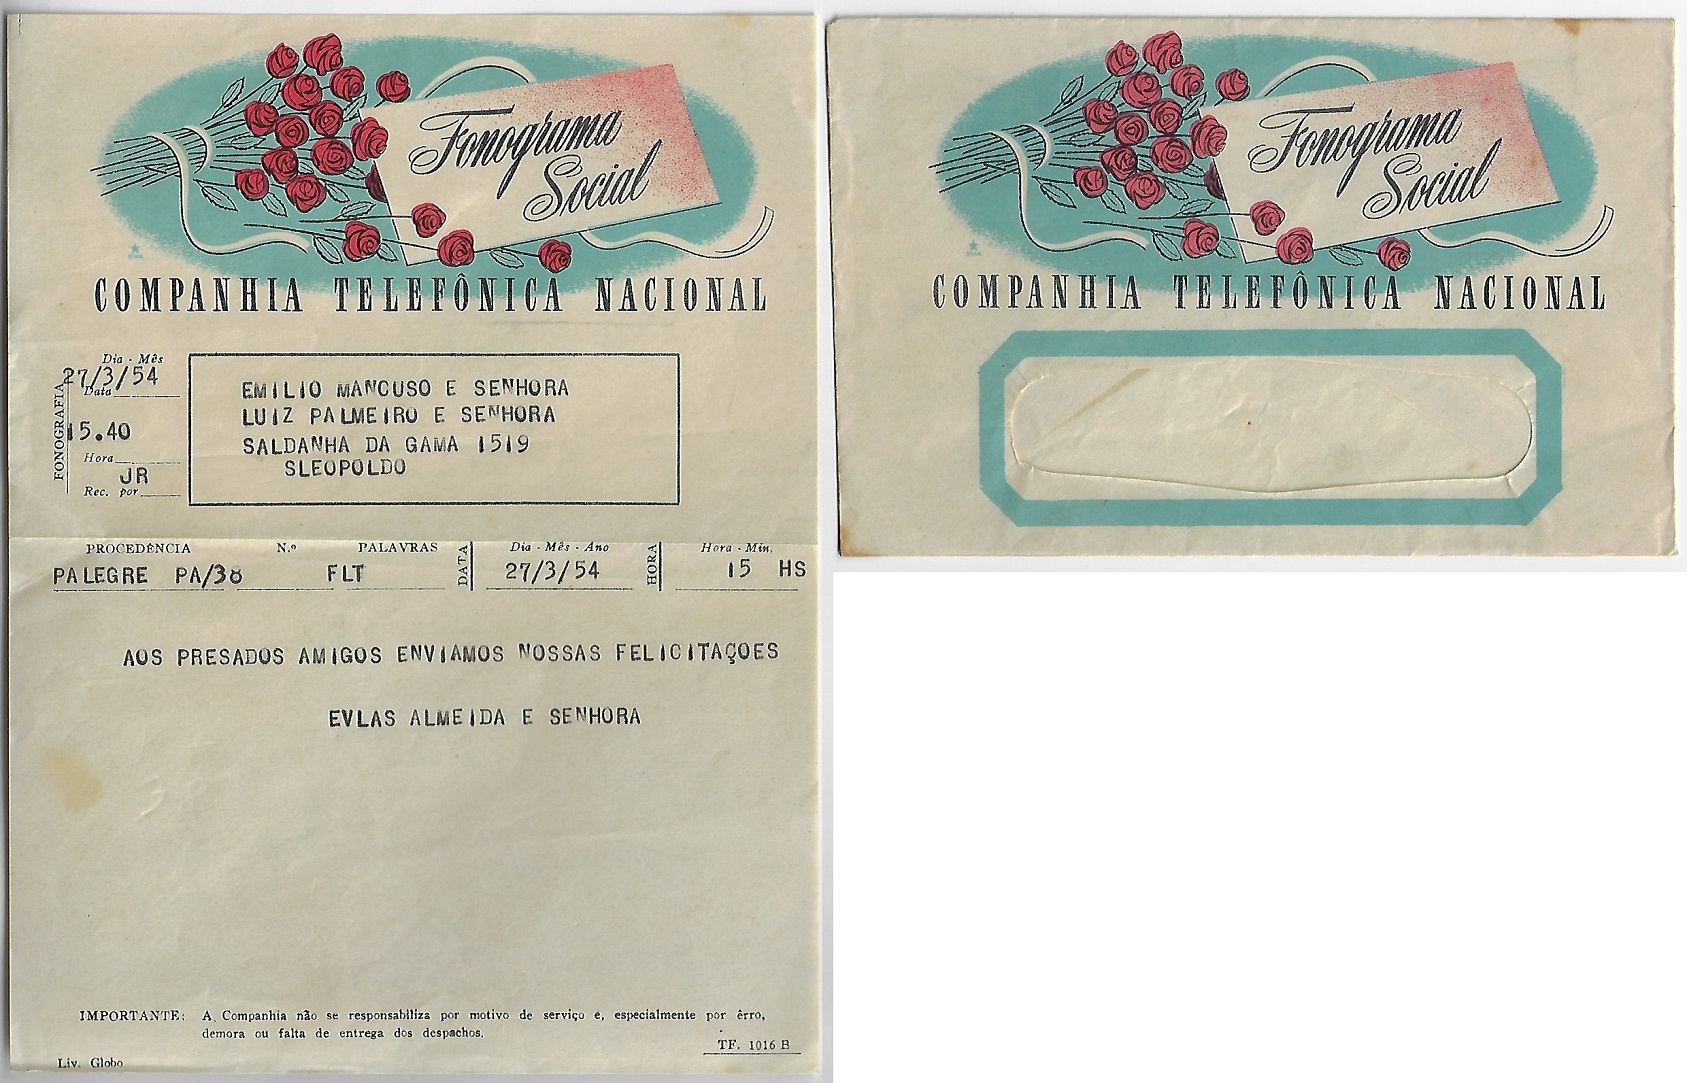 Fonograma
Social
COMPANHIA TELEFÔNICA NACIONAL
Dia - Mês
27/3/54
Data
FONOGRAFIA
15.40
Hora
JR
Rec. por
EMILIO MANCUSO E SENHORA
LUIZ PALMEIRO E SENHORA
SALDANHA DA GAMA 1519
SLEOPOLDO
PROCEDÊNCIA N.º PALAVRAS DATA Dia - Mês - Ano HORA Hora - Min.
PALEGRE PA/38 FLT 27/3/54 15 HS
AOS PRESADOS AMIGOS ENVIAMOS NOSSAS FELICITAÇOES
EVLAS ALMEIDA E SENHORA
IMPORTANTE: A Companhia não se responsabiliza por motivo de serviço e, especialmente por êrro,
demora ou falta de entrega dos despachos.
TF. 1016 B
Liv. Globo
Fonograma
Social
COMPANHIA TELEFÔNICA NACIONAL